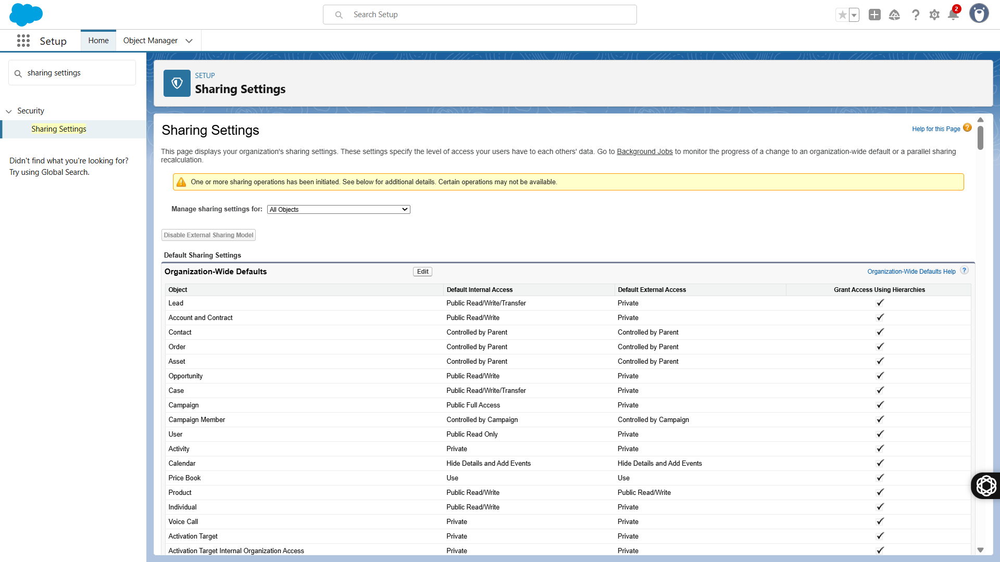 Search Setup
2
Setup
Home
Object Manager
sharing settings
Security
Sharing Settings
Didn't find what you're looking for?
Try using Global Search.
SETUP
Sharing Settings
Sharing Settings
Help for this Page ?
This page displays your organization's sharing settings. These settings specify the level of access your users have to each others' data. Go to Background Jobs to monitor the progress of a change to an organization-wide default or a parallel sharing
recalculation.
One or more sharing operations has been initiated. See below for additional details. Certain operations may not be available.
Manage sharing settings for: All Objects
Disable External Sharing Model
Default Sharing Settings
Organization-Wide Defaults Edit Organization-Wide Defaults Help ?
Object Default Internal Access Default External Access Grant Access Using Hierarchies
Lead Public Read/Write/Transfer Private
Account and Contract Public Read/Write Private
Contact Controlled by Parent Controlled by Parent
Order Controlled by Parent Controlled by Parent
Asset Controlled by Parent Controlled by Parent
Opportunity Public Read/Write Private
Case Public Read/Write/Transfer Private
Campaign Public Full Access Private
Campaign Member Controlled by Campaign Controlled by Campaign
User Public Read Only Private
Activity Private Private
Calendar Hide Details and Add Events Hide Details and Add Events
Price Book Use Use
Product Public Read/Write Public Read/Write
Individual Public Read/Write Private
Voice Call Private Private
Activation Target Private Private
Activation Target Internal Organization Access Private Private